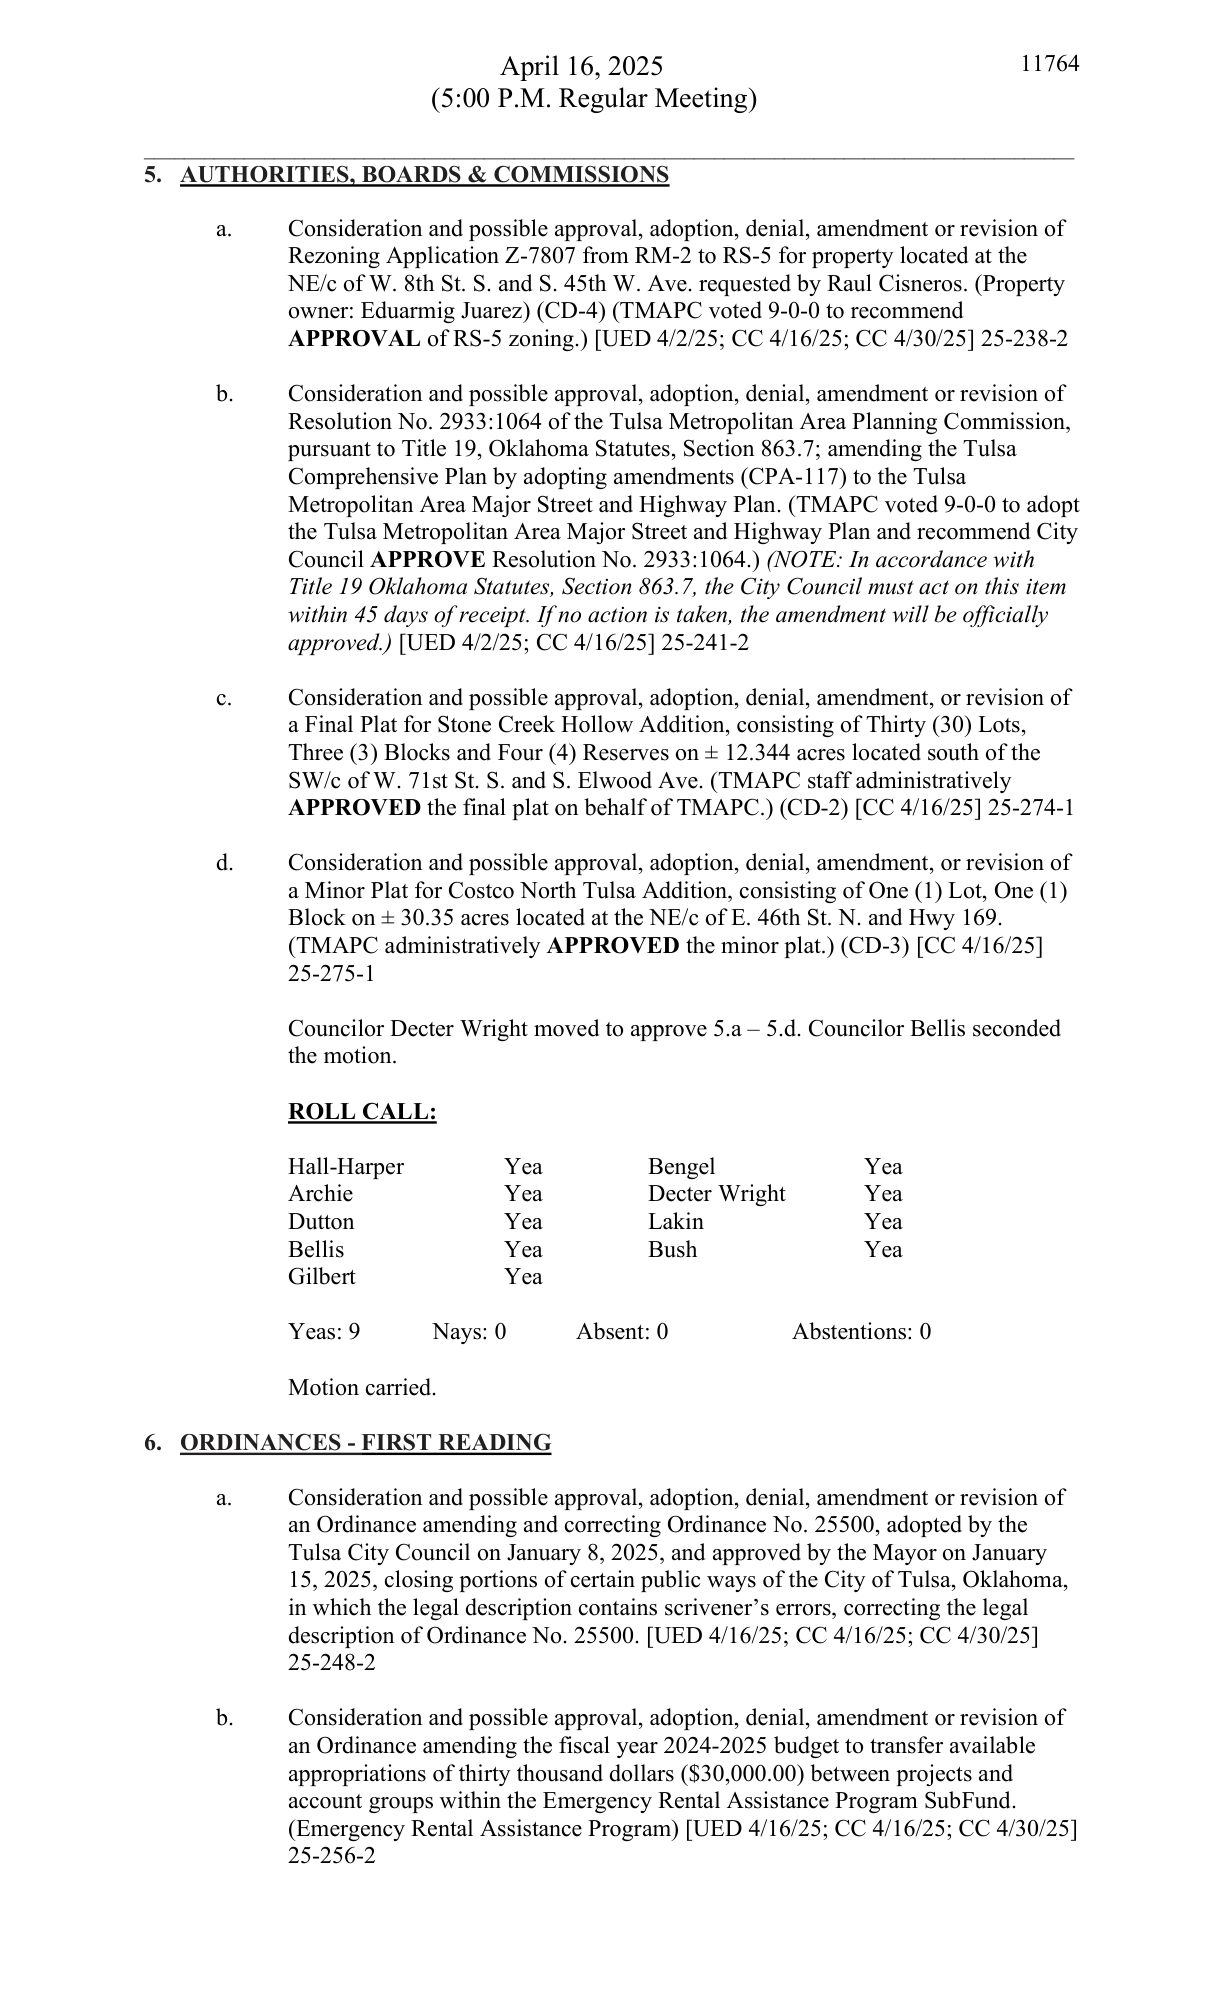 April 16, 2025
11764
(5:00 P.M. Regular Meeting)
5. AUTHORITIES, BOARDS & COMMISSIONS
a. Consideration and possible approval, adoption, denial, amendment or revision of
Rezoning Application Z-7807 from RM-2 to RS-5 for property located at the
NE/c of W. 8th St. S. and S. 45th W. Ave. requested by Raul Cisneros. (Property
owner: Eduarmig Juarez) (CD-4) (TMAPC voted 9-0-0 to recommend
APPROVAL of RS-5 zoning.) [UED 4/2/25; CC 4/16/25; CC 4/30/25] 25-238-2
b. Consideration and possible approval, adoption, denial, amendment or revision of
Resolution No. 2933:1064 of the Tulsa Metropolitan Area Planning Commission,
pursuant to Title 19, Oklahoma Statutes, Section 863.7; amending the Tulsa
Comprehensive Plan by adopting amendments (CPA-117) to the Tulsa
Metropolitan Area Major Street and Highway Plan. (TMAPC voted 9-0-0 to adopt
the Tulsa Metropolitan Area Major Street and Highway Plan and recommend City
Council APPROVE Resolution No. 2933:1064.) (NOTE: In accordance with
Title 19 Oklahoma Statutes, Section 863.7, the City Council must act on this item
within 45 days of receipt. If no action is taken, the amendment will be officially
approved.) [UED 4/2/25; CC 4/16/25] 25-241-2
c. Consideration and possible approval, adoption, denial, amendment, or revision of
a Final Plat for Stone Creek Hollow Addition, consisting of Thirty (30) Lots,
Three (3) Blocks and Four (4) Reserves on ± 12.344 acres located south of the
SW/c of W. 71st St. S. and S. Elwood Ave. (TMAPC staff administratively
APPROVED the final plat on behalf of TMAPC.) (CD-2) [CC 4/16/25] 25-274-1
d. Consideration and possible approval, adoption, denial, amendment, or revision of
a Minor Plat for Costco North Tulsa Addition, consisting of One (1) Lot, One (1)
Block on ± 30.35 acres located at the NE/c of E. 46th St. N. and Hwy 169.
(TMAPC administratively APPROVED the minor plat.) (CD-3) [CC 4/16/25]
25-275-1
Councilor Decter Wright moved to approve 5.a – 5.d. Councilor Bellis seconded
the motion.
ROLL CALL:
Hall-Harper Yea Bengel Yea
Archie Yea Decter Wright Yea
Dutton Yea Lakin Yea
Bellis Yea Bush Yea
Gilbert Yea
Yeas: 9 Nays: 0 Absent: 0 Abstentions: 0
Motion carried.
6. ORDINANCES - FIRST READING
a. Consideration and possible approval, adoption, denial, amendment or revision of
an Ordinance amending and correcting Ordinance No. 25500, adopted by the
Tulsa City Council on January 8, 2025, and approved by the Mayor on January
15, 2025, closing portions of certain public ways of the City of Tulsa, Oklahoma,
in which the legal description contains scrivener’s errors, correcting the legal
description of Ordinance No. 25500. [UED 4/16/25; CC 4/16/25; CC 4/30/25]
25-248-2
b. Consideration and possible approval, adoption, denial, amendment or revision of
an Ordinance amending the fiscal year 2024-2025 budget to transfer available
appropriations of thirty thousand dollars ($30,000.00) between projects and
account groups within the Emergency Rental Assistance Program SubFund.
(Emergency Rental Assistance Program) [UED 4/16/25; CC 4/16/25; CC 4/30/25]
25-256-2